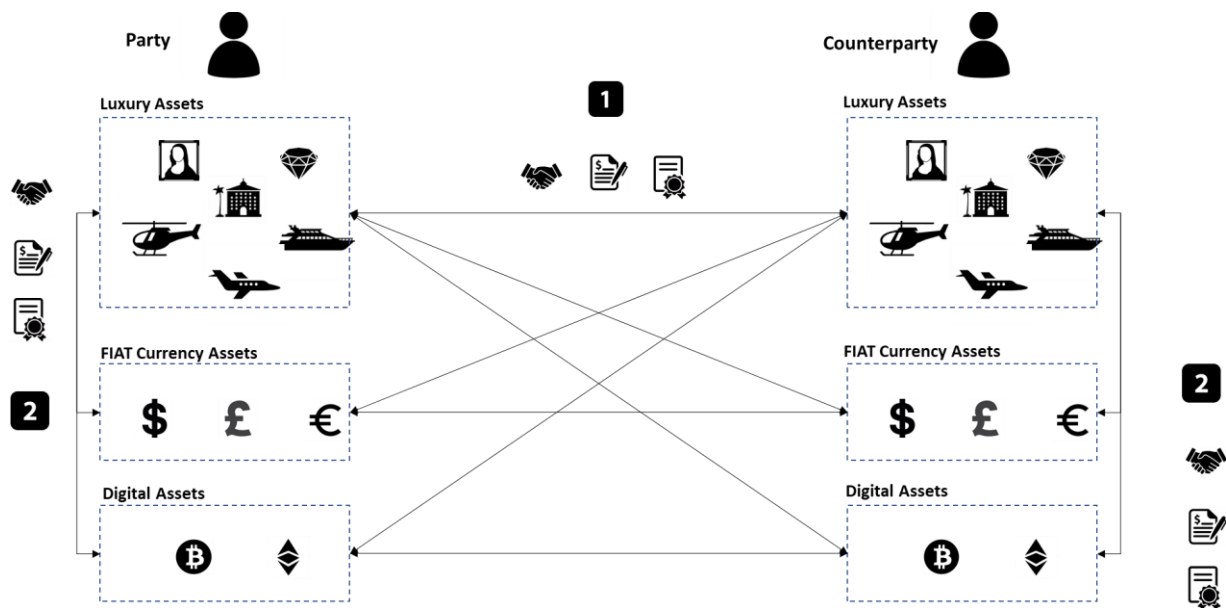 Party
Counterparty
1
Luxury Assets
Luxury Assets
FIAT Currency Assets
FIAT Currency Assets
2
2
$ £ €
$ £ €
Digital Assets
Digital Assets